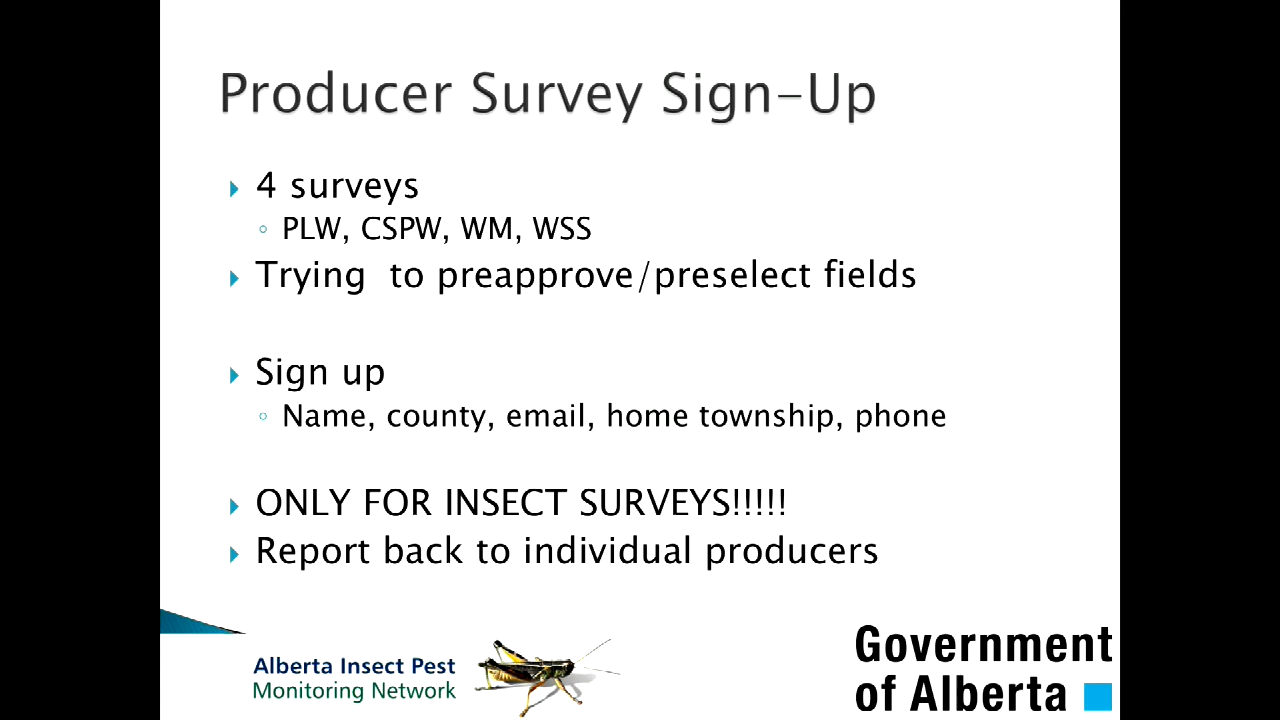 Producer Survey Sign-Up
4 surveys
PLW, CSPW, WM, WSS
Trying  to preapprove/preselect fields
Sign up
Name, county, email, home township, phone
ONLY FOR INSECT SURVEYS!!!!!
Report back to individual producers
Alberta Insect Pest
Monitoring Network
Government
of Alberta